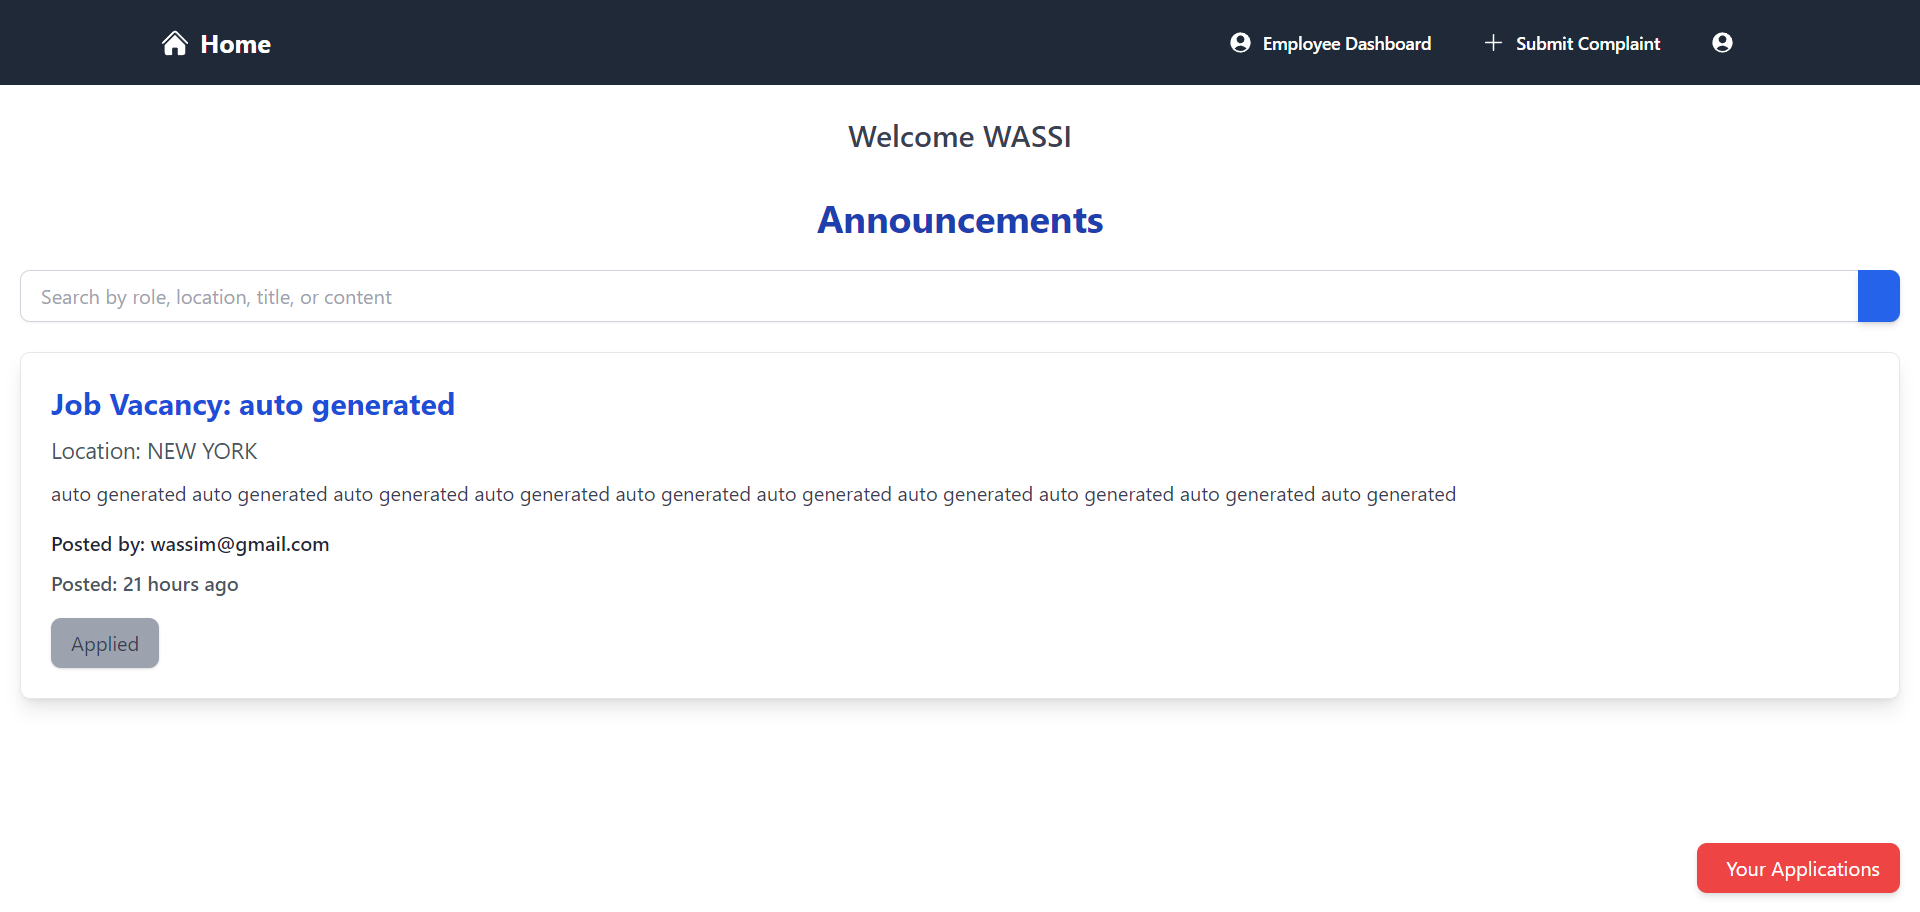 Home
Employee Dashboard
Submit Complaint
Welcome WASSI
Announcements
Search by role, location, title, or content
Job Vacancy: auto generated
Location: NEW YORK
auto generated auto generated auto generated auto generated auto generated auto generated auto generated auto generated auto generated auto generated
Posted by: wassim@gmail.com
Posted: 21 hours ago
Applied
Your Applications